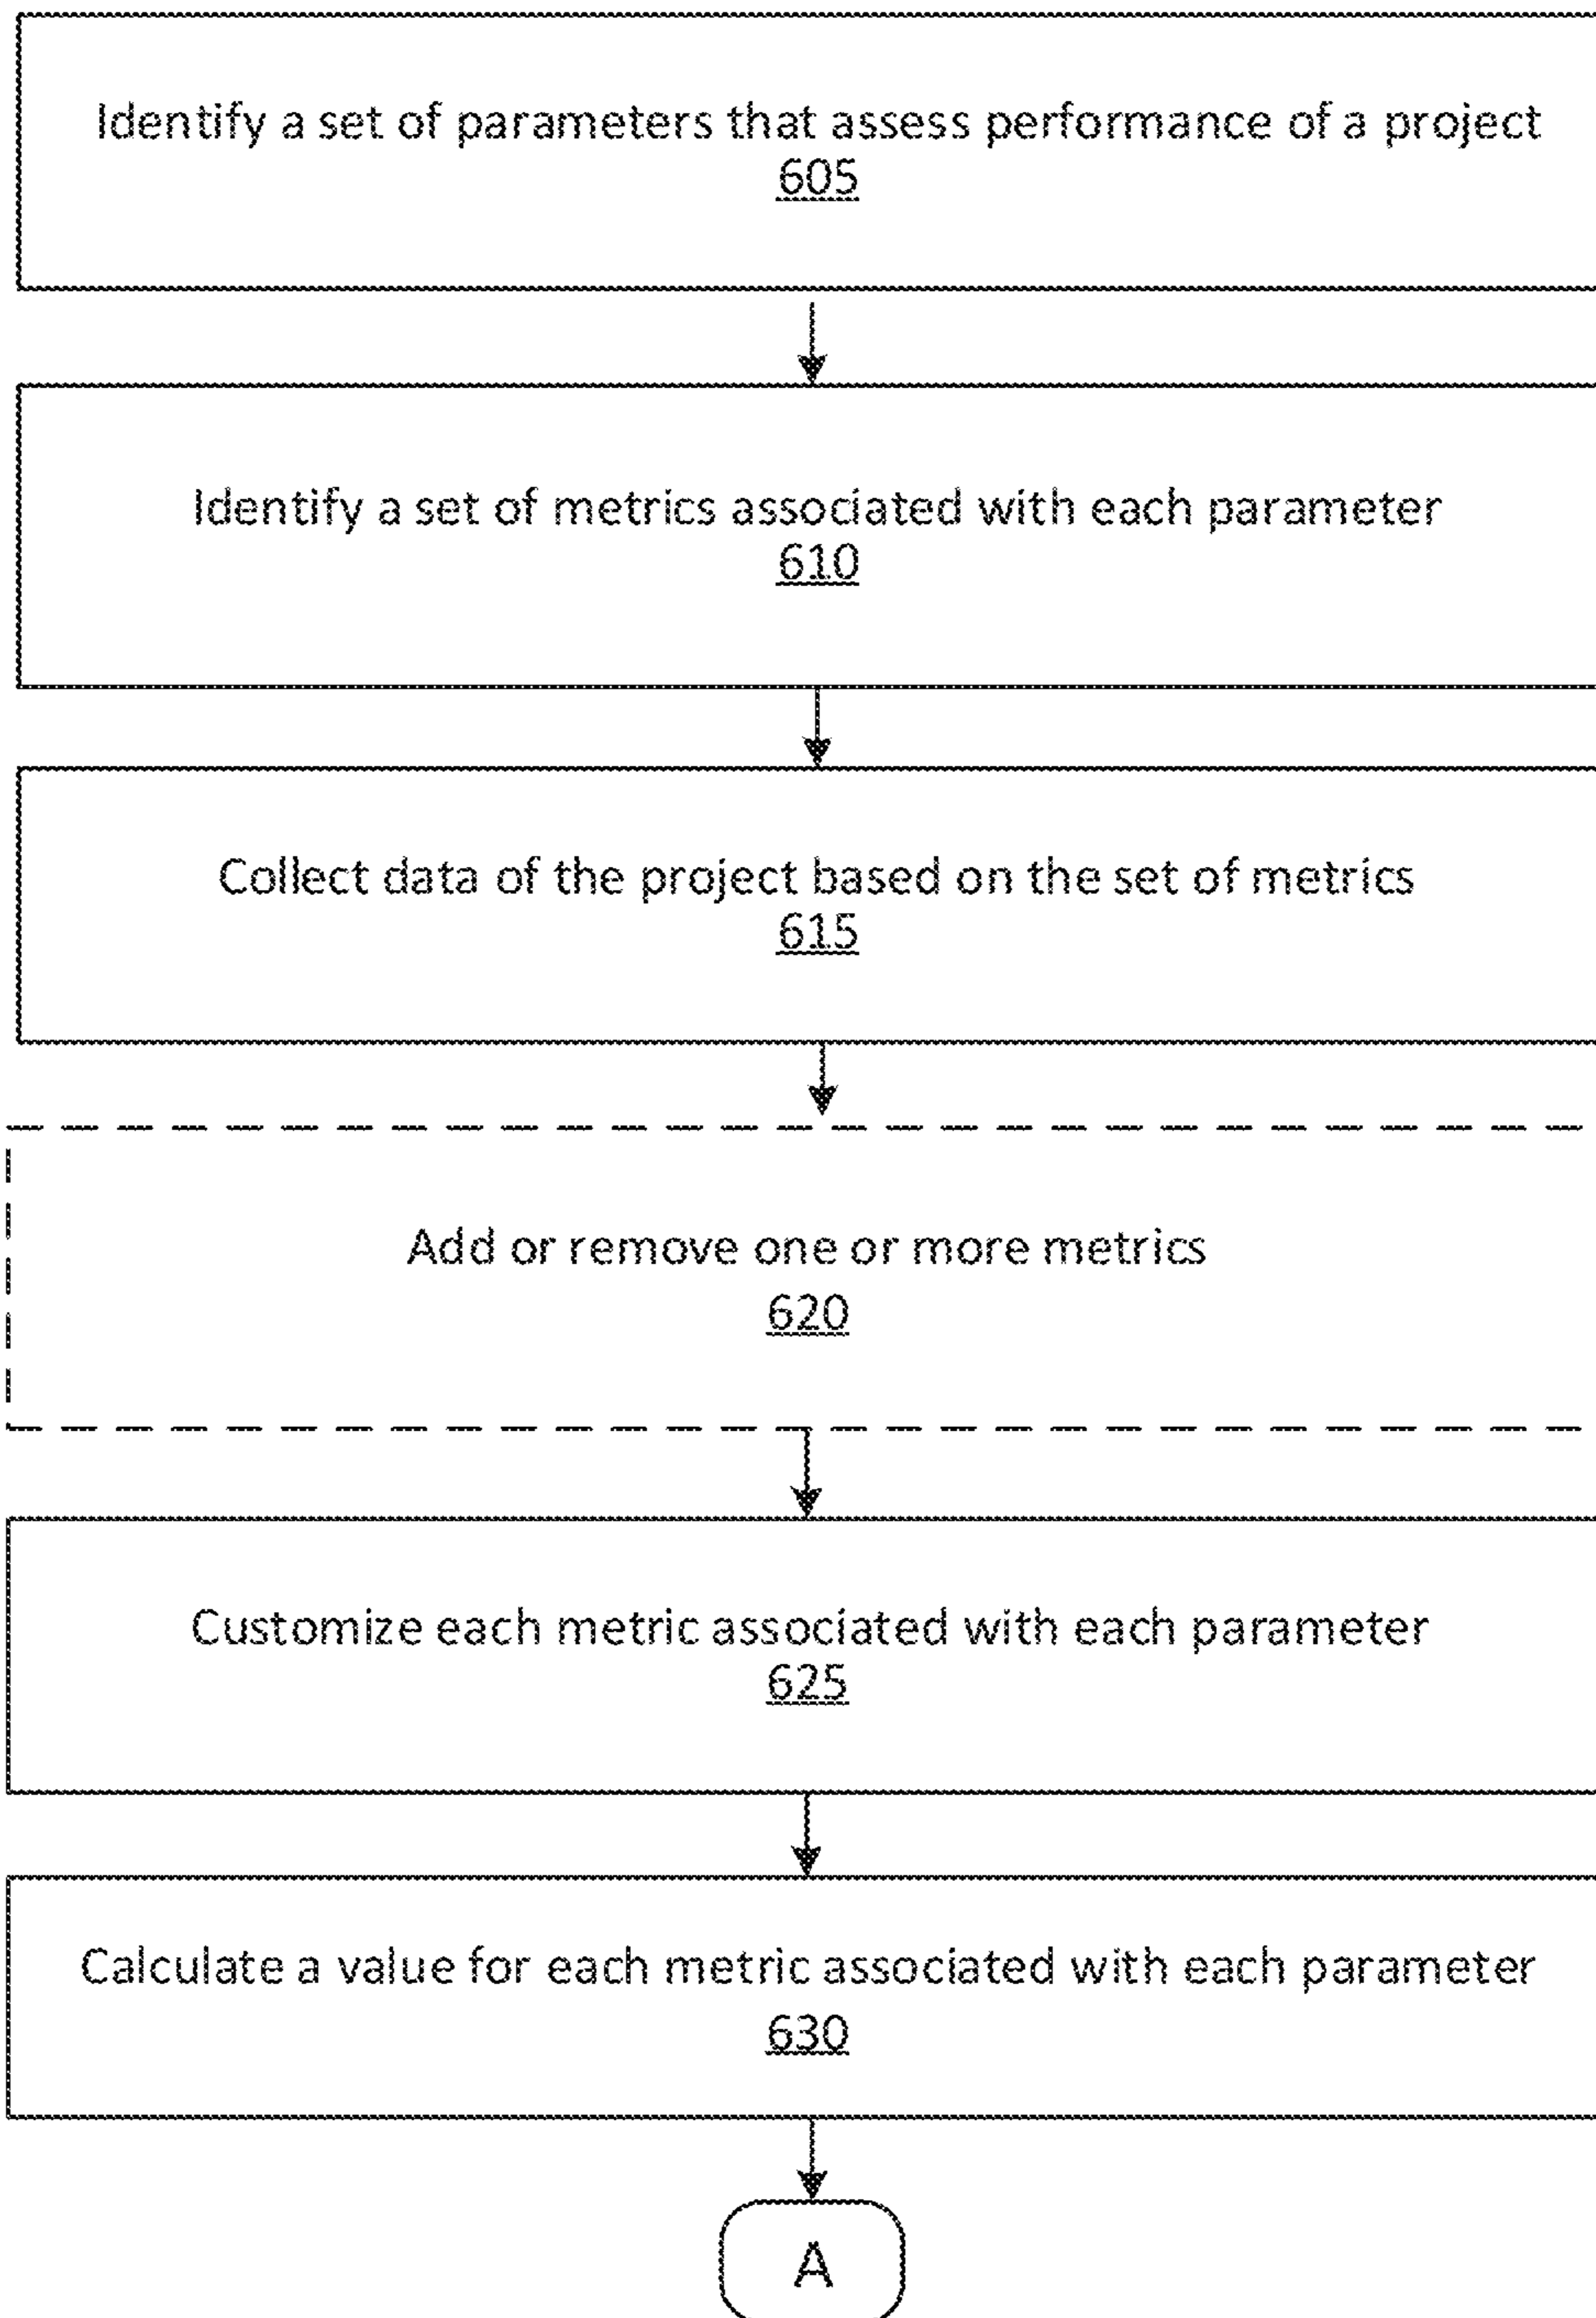 Identify a set of parameters that assess performance of a project
605
Identify a set of metrics associated with each parameter
610
Collect data of the project based on the set of metrics
615
Add or remove one or more metrics
620
Customize each metric associated with each parameter
625
Calculate a value for each metric associated with each parameter
630
A